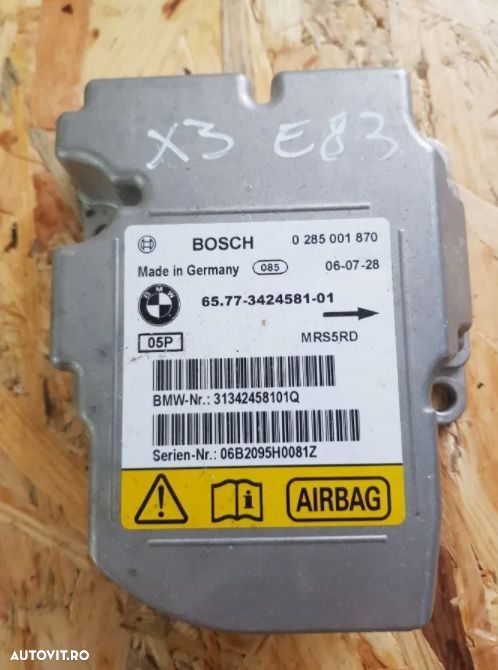 X3 E83
BOSCH 0 285 001 870
Made in Germany 085 06-07-28
BMW 65.77-3424581-01
05P MRS5RD
BMW-Nr.: 31342458101Q
Serien-Nr.: 06B2095H0081Z
AIRBAG
AUTOVIT.RO